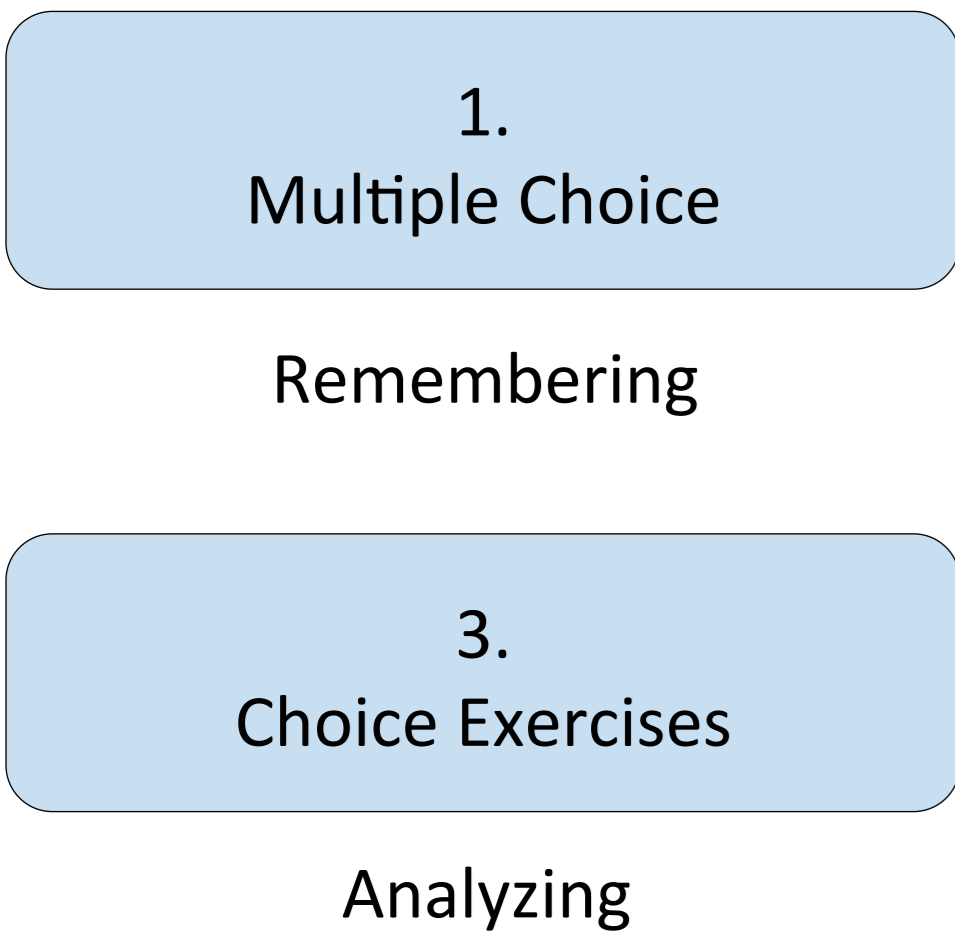 1.
Multiple Choice
Remembering
3.
Choice Exercises
Analyzing